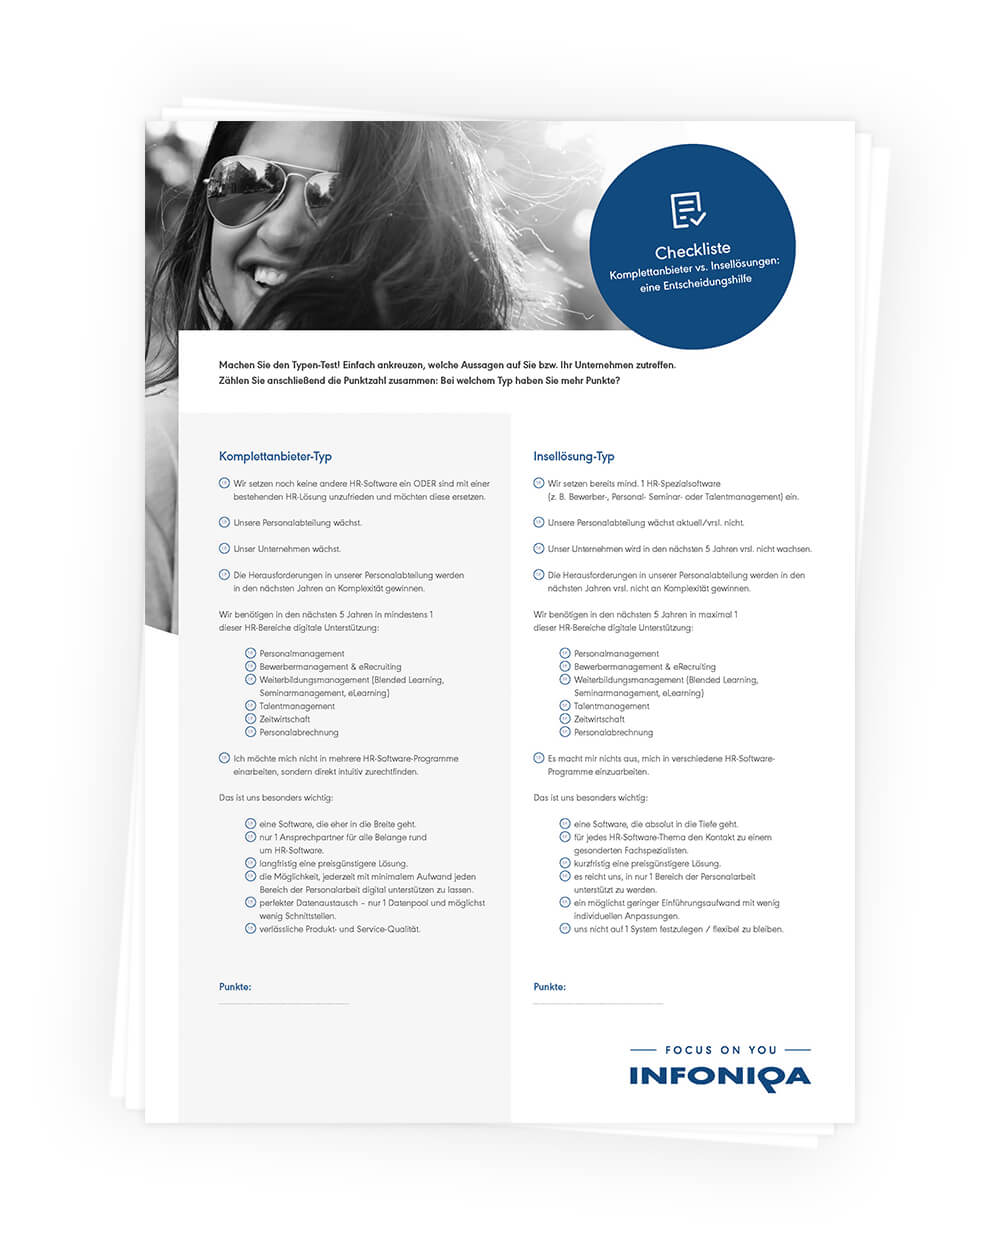 Checkliste
Komplettanbieter vs. Insellösungen:
eine Entscheidungshilfe
Machen Sie den Typen-Test! Einfach ankreuzen, welche Aussagen auf Sie bzw. Ihr Unternehmen zutreffen.
Zählen Sie anschließend die Punktzahl zusammen: Bei welchem Typ haben Sie mehr Punkte?
Komplettanbieter-Typ
Wir setzen noch keine andere HR-Software ein ODER sind mit einer
bestehenden HR-Lösung unzufrieden und möchten diese ersetzen.
Unsere Personalabteilung wächst.
Unser Unternehmen wächst.
Die Herausforderungen in unserer Personalabteilung werden
in den nächsten Jahren an Komplexität gewinnen.
Wir benötigen in den nächsten 5 Jahren in mindestens 1
dieser HR-Bereiche digitale Unterstützung:
Personalmanagement
Bewerbermanagement & eRecruiting
Weiterbildungsmanagement (Blended Learning,
Seminarmanagement, eLearning)
Talentmanagement
Zeitwirtschaft
Personalabrechnung
Ich möchte mich nicht in mehrere HR-Software-Programme
einarbeiten, sondern direkt intuitiv zurechtfinden.
Das ist uns besonders wichtig:
eine Software, die eher in die Breite geht.
nur 1 Ansprechpartner für alle Belange rund
um HR-Software.
langfristig eine preisgünstigere Lösung.
die Möglichkeit, jederzeit mit minimalem Aufwand jeden
Bereich der Personalarbeit digital unterstützen zu lassen.
perfekter Datenaustausch – nur 1 Datenpool und möglichst
wenig Schnittstellen.
verlässliche Produkt- und Service-Qualität.
Punkte:
Insellösung-Typ
Wir setzen bereits mind. 1 HR-Spezialsoftware
(z. B. Bewerber-, Personal- Seminar- oder Talentmanagement) ein.
Unsere Personalabteilung wächst aktuell/vrsl. nicht.
Unser Unternehmen wird in den nächsten 5 Jahren vrsl. nicht wachsen.
Die Herausforderungen in unserer Personalabteilung werden in den
nächsten Jahren vrsl. nicht an Komplexität gewinnen.
Wir benötigen in den nächsten 5 Jahren in maximal 1
dieser HR-Bereiche digitale Unterstützung:
Personalmanagement
Bewerbermanagement & eRecruiting
Weiterbildungsmanagement (Blended Learning,
Seminarmanagement, eLearning)
Talentmanagement
Zeitwirtschaft
Personalabrechnung
Es macht mir nichts aus, mich in verschiedene HR-Software-
Programme einzuarbeiten.
Das ist uns besonders wichtig:
eine Software, die absolut in die Tiefe geht.
für jedes HR-Software-Thema den Kontakt zu einem
gesonderten Fachspezialisten.
kurzfristig eine preisgünstigere Lösung.
es reicht uns, in nur 1 Bereich der Personalarbeit
unterstützt zu werden.
ein möglichst geringer Einführungsaufwand mit wenig
individuellen Anpassungen.
uns nicht auf 1 System festzulegen / flexibel zu bleiben.
Punkte:
FOCUS ON YOU
INFONIQA